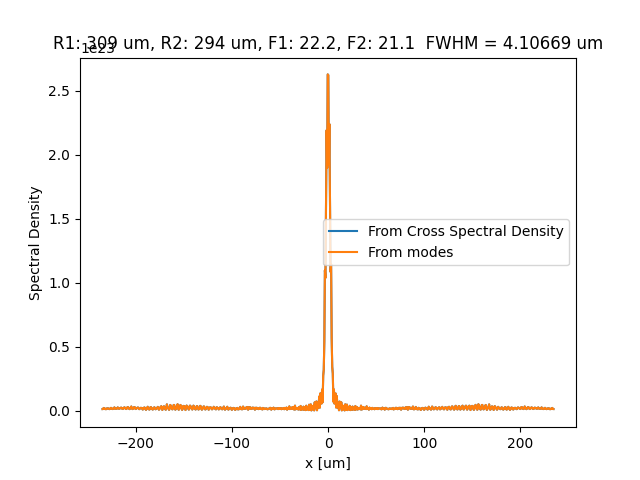 R1: 309 um, R2: 294 um, F1: 22.2, F2: 21.1  FWHM = 4.10669 um
1e23
2.5
2.0
1.5
1.0
0.5
0.0
Spectral Density
From Cross Spectral Density
From modes
−200 −100 0 100 200
x [um]